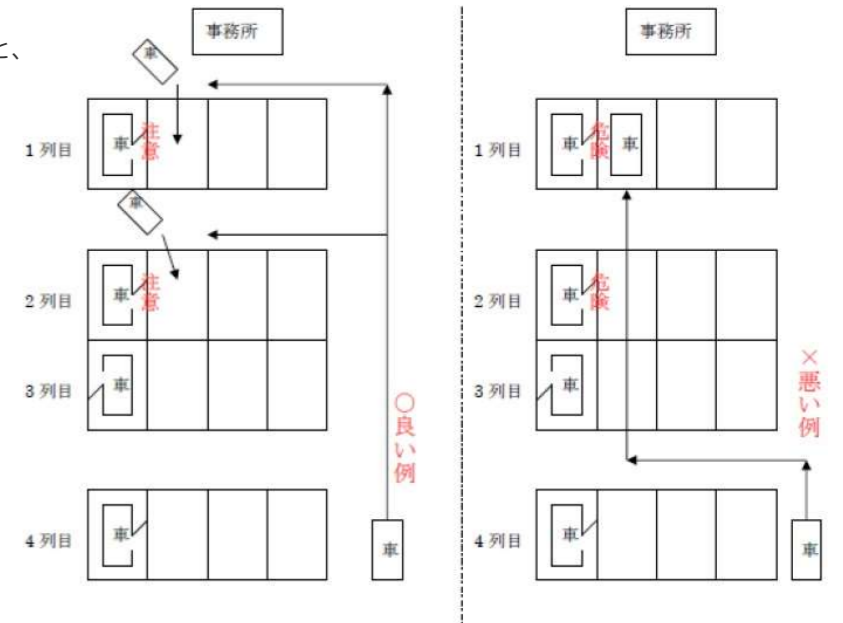 と、
事務所
車
1列目
車
注意
車
2列目
車
注意
3列目
車
○良い例
4列目
車
車
事務所
1列目
車
危険
車
2列目
車
危険
3列目
車
×悪い例
4列目
車
車